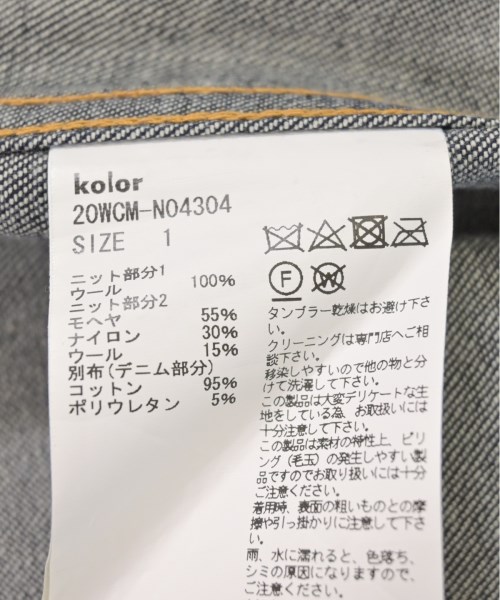 kolor
20WCM-N04304
SIZE 1
ニット部分1
ウール 100%
ニット部分2
モヘヤ 55%
ナイロン 30%
ウール 15%
別布(デニム部分)
コットン 95%
ポリウレタン 5%
F
W
タンブラー乾燥はお避け下さ
い。
クリーニングは専門店へご相
談下さい。
移染しやすいので他の物と分
けて洗濯して下さい。
この製品は大変デリケートな生
地をしている為、お取扱いには
十分注意して下さい。
この製品は素材の特性上、ピリ
ング(毛玉)の発生しやすい製
品ですのでお取り扱いには十分
ご注意ください。
着用時、表面の粗いものとの摩
擦や引っ掛かりに注意して下さ
い。
雨、水に濡れると、色落ち、
シミの原因になりますので、
ご注意ください。